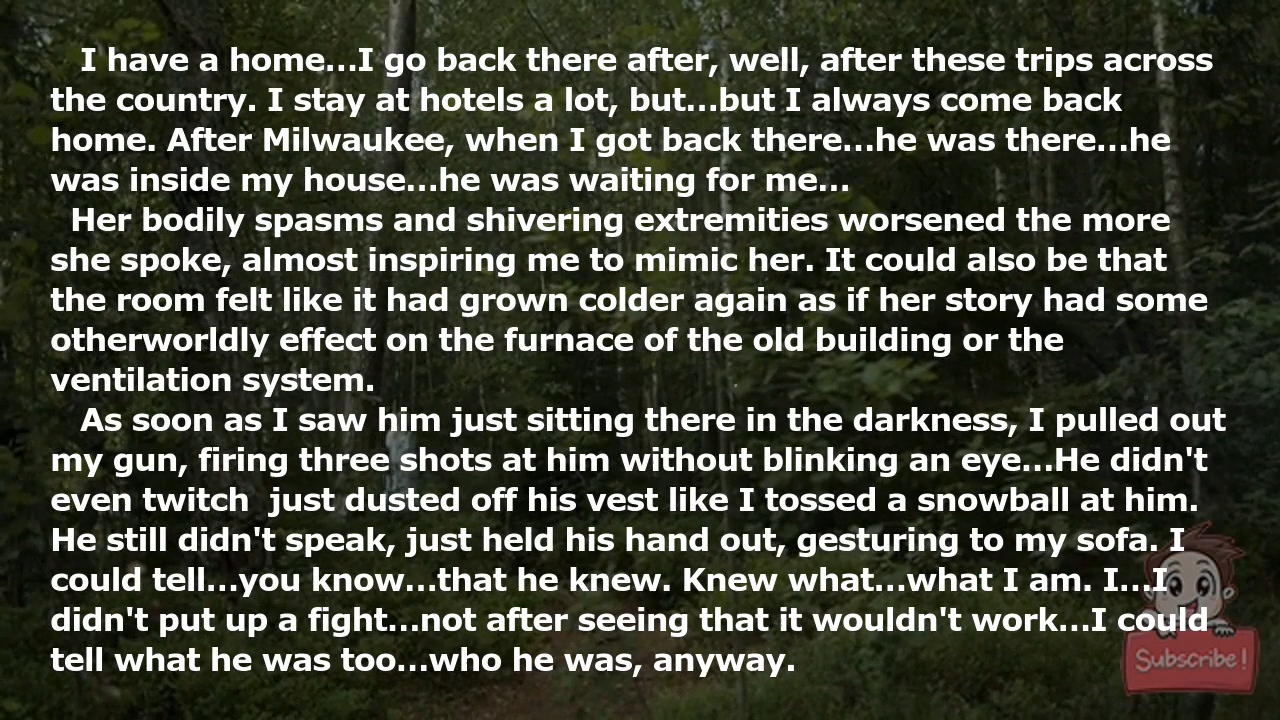 I have a home...I go back there after, well, after these trips across
the country. I stay at hotels a lot, but...but I always come back
home. After Milwaukee, when I got back there...he was there...he
was inside my house...he was waiting for me...
Her bodily spasms and shivering extremities worsened the more
she spoke, almost inspiring me to mimic her. It could also be that
the room felt like it had grown colder again as if her story had some
otherworldly effect on the furnace of the old building or the
ventilation system.
As soon as I saw him just sitting there in the darkness, I pulled out
my gun, firing three shots at him without blinking an eye...He didn't
even twitch  just dusted off his vest like I tossed a snowball at him.
He still didn't speak, just held his hand out, gesturing to my sofa. I
could tell...you know...that he knew. Knew what...what I am. I...I
didn't put up a fight...not after seeing that it wouldn't work...I could
tell what he was too...who he was, anyway.
Subscribe!